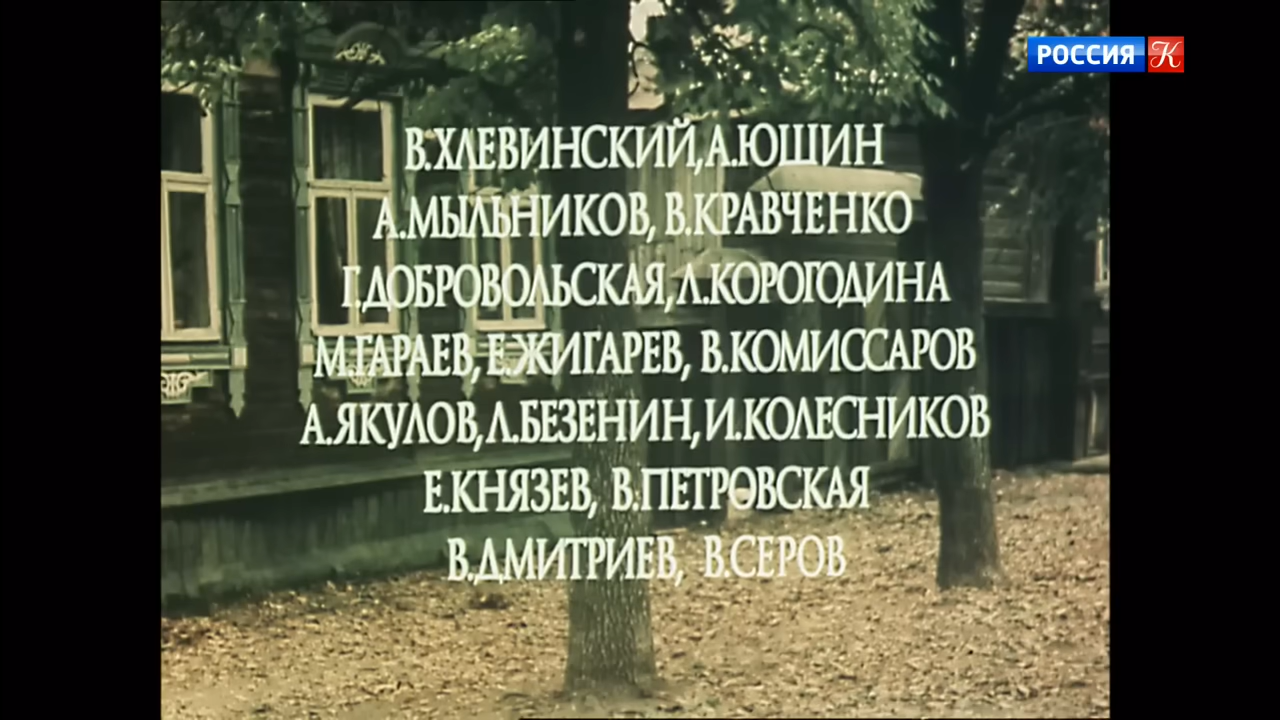 РОССИЯ К
В.ХЛЕВИНСКИЙ, А.ЮШИН
А.МЫЛЬНИКОВ, В.КРАВЧЕНКО
Г.ДОБРОВОЛЬСКАЯ, Л.КОРОГОДИНА
М.ГАРАЕВ, Е.ЖИГАРЕВ, В.КОМИССАРОВ
А.ЯКУЛОВ, Л.БЕЗЕНИН, И.КОЛЕСНИКОВ
Е.КНЯЗЕВ, В.ПЕТРОВСКАЯ
В.ДМИТРИЕВ, В.СЕРОВ